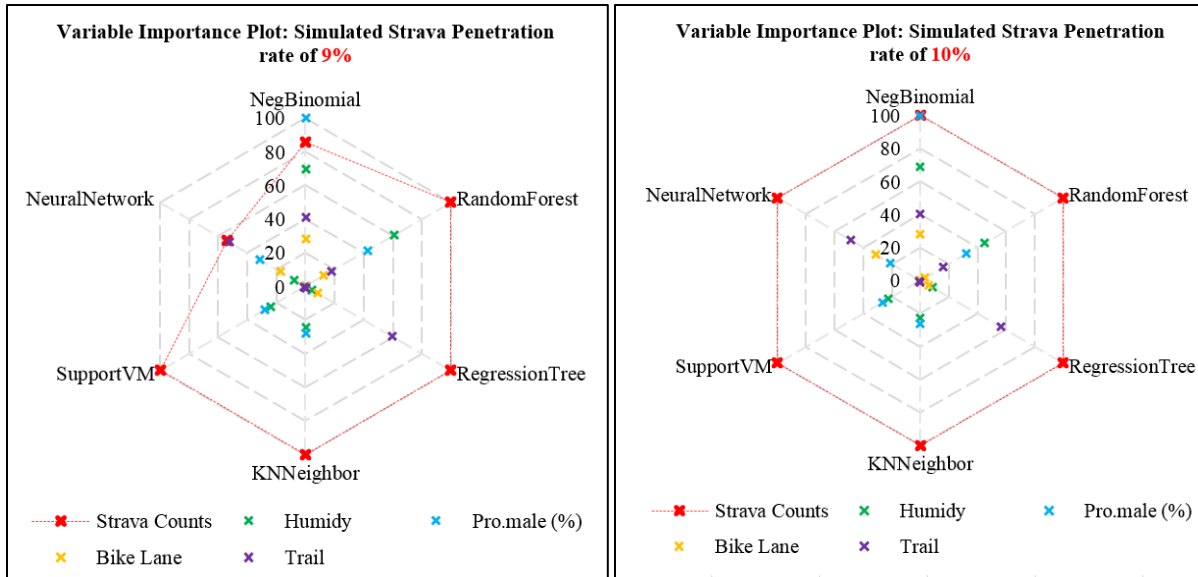 Variable Importance Plot: Simulated Strava Penetration
rate of 9%
NegBinomial
100
80
60
40
20
0
NeuralNetwork
RandomForest
SupportVM
RegressionTree
KNNeighbor
Strava Counts
Humidy
Pro.male (%)
Bike Lane
Trail
Variable Importance Plot: Simulated Strava Penetration
rate of 10%
NegBinomial
100
80
60
40
20
0
NeuralNetwork
RandomForest
SupportVM
RegressionTree
KNNeighbor
Strava Counts
Humidy
Pro.male (%)
Bike Lane
Trail